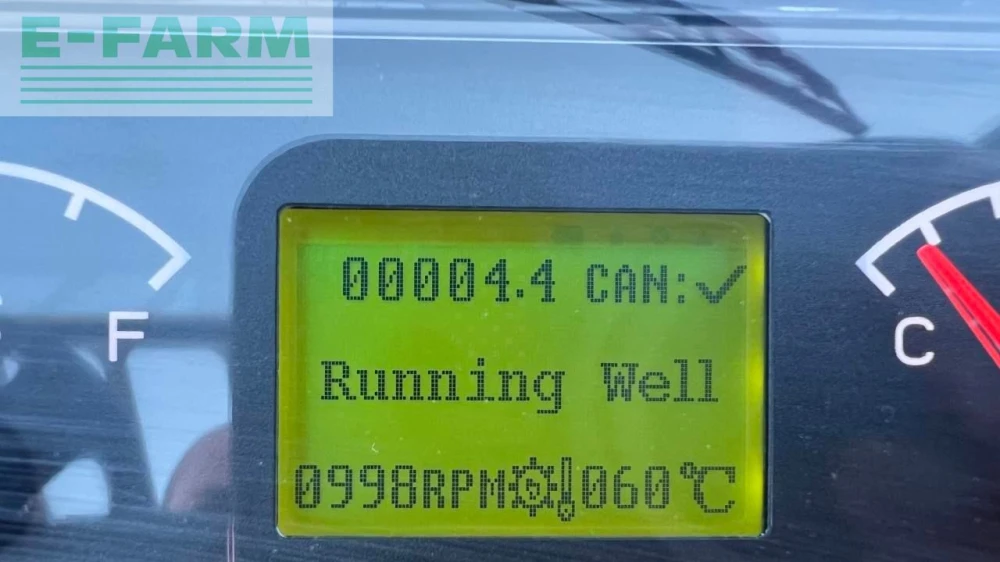 E-FARM
00004.4 CAN:✓
F
C
Running Well
0998RPM 060℃